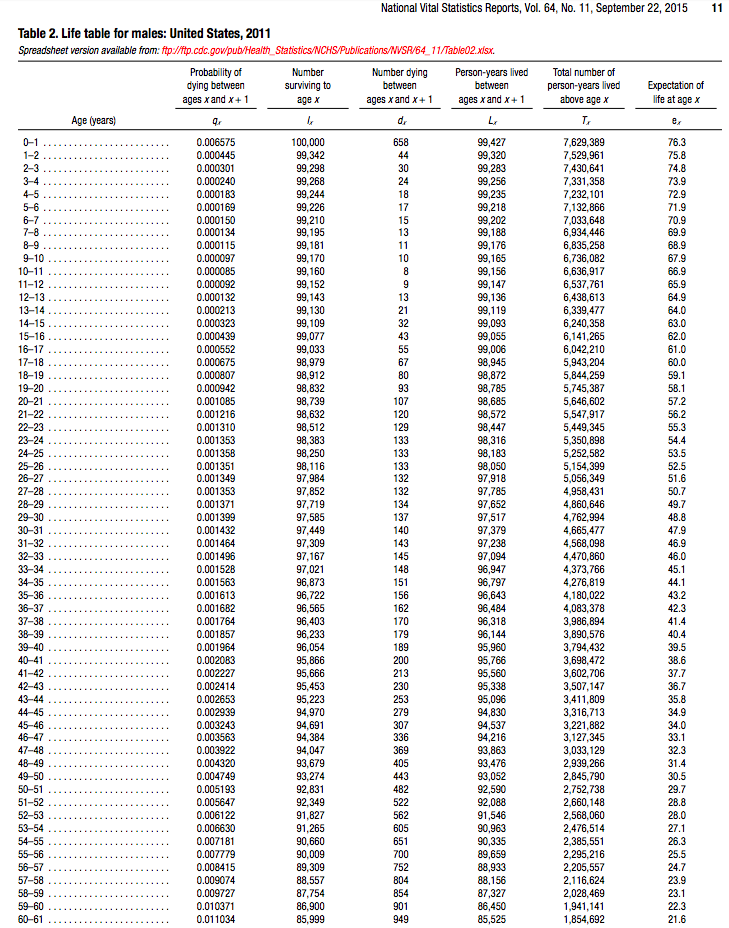 National Vital Statistics Reports, Vol. 64, No. 11, September 22, 2015 11
Table 2. Life table for males: United States, 2011
Spreadsheet version available from: ftp://ftp.cdc.gov/pub/Health_Statistics/NCHS/Publications/NVSR/64_11/Table02.xlsx.
Probability of Number Number dying Person-years lived Total number of
dying between surviving to between between person-years lived Expectation of
ages x and x + 1 age x ages x and x + 1 ages x and x + 1 above age x life at age x
Age (years) qx lx dx Lx Tx ex
0–1 . . . . . . . . . . . . . . . . . . . . . . . 0.006575 100,000 658 99,427 7,629,389 76.3
1–2 . . . . . . . . . . . . . . . . . . . . . . . 0.000445 99,342 44 99,320 7,529,961 75.8
2–3 . . . . . . . . . . . . . . . . . . . . . . . 0.000301 99,298 30 99,283 7,430,641 74.8
3–4 . . . . . . . . . . . . . . . . . . . . . . . 0.000240 99,268 24 99,256 7,331,358 73.9
4–5 . . . . . . . . . . . . . . . . . . . . . . . 0.000183 99,244 18 99,235 7,232,101 72.9
5–6 . . . . . . . . . . . . . . . . . . . . . . . 0.000169 99,226 17 99,218 7,132,866 71.9
6–7 . . . . . . . . . . . . . . . . . . . . . . . 0.000150 99,210 15 99,202 7,033,648 70.9
7–8 . . . . . . . . . . . . . . . . . . . . . . . 0.000134 99,195 13 99,188 6,934,446 69.9
8–9 . . . . . . . . . . . . . . . . . . . . . . . 0.000115 99,181 11 99,176 6,835,258 68.9
9–10 . . . . . . . . . . . . . . . . . . . . . . 0.000097 99,170 10 99,165 6,736,082 67.9
10–11 . . . . . . . . . . . . . . . . . . . . . . 0.000085 99,160 8 99,156 6,636,917 66.9
11–12 . . . . . . . . . . . . . . . . . . . . . . 0.000092 99,152 9 99,147 6,537,761 65.9
12–13 . . . . . . . . . . . . . . . . . . . . . . 0.000132 99,143 13 99,136 6,438,613 64.9
13–14 . . . . . . . . . . . . . . . . . . . . . . 0.000213 99,130 21 99,119 6,339,477 64.0
14–15 . . . . . . . . . . . . . . . . . . . . . . 0.000323 99,109 32 99,093 6,240,358 63.0
15–16 . . . . . . . . . . . . . . . . . . . . . . 0.000439 99,077 43 99,055 6,141,265 62.0
16–17 . . . . . . . . . . . . . . . . . . . . . . 0.000552 99,033 55 99,006 6,042,210 61.0
17–18 . . . . . . . . . . . . . . . . . . . . . . 0.000675 98,979 67 98,945 5,943,204 60.0
18–19 . . . . . . . . . . . . . . . . . . . . . . 0.000807 98,912 80 98,872 5,844,259 59.1
19–20 . . . . . . . . . . . . . . . . . . . . . . 0.000942 98,832 93 98,785 5,745,387 58.1
20–21 . . . . . . . . . . . . . . . . . . . . . . 0.001085 98,739 107 98,685 5,646,602 57.2
21–22 . . . . . . . . . . . . . . . . . . . . . . 0.001216 98,632 120 98,572 5,547,917 56.2
22–23 . . . . . . . . . . . . . . . . . . . . . . 0.001310 98,512 129 98,447 5,449,345 55.3
23–24 . . . . . . . . . . . . . . . . . . . . . . 0.001353 98,383 133 98,316 5,350,898 54.4
24–25 . . . . . . . . . . . . . . . . . . . . . . 0.001358 98,250 133 98,183 5,252,582 53.5
25–26 . . . . . . . . . . . . . . . . . . . . . . 0.001351 98,116 133 98,050 5,154,399 52.5
26–27 . . . . . . . . . . . . . . . . . . . . . . 0.001349 97,984 132 97,918 5,056,349 51.6
27–28 . . . . . . . . . . . . . . . . . . . . . . 0.001353 97,852 132 97,785 4,958,431 50.7
28–29 . . . . . . . . . . . . . . . . . . . . . . 0.001371 97,719 134 97,652 4,860,646 49.7
29–30 . . . . . . . . . . . . . . . . . . . . . . 0.001399 97,585 137 97,517 4,762,994 48.8
30–31 . . . . . . . . . . . . . . . . . . . . . . 0.001432 97,449 140 97,379 4,665,477 47.9
31–32 . . . . . . . . . . . . . . . . . . . . . . 0.001464 97,309 143 97,238 4,568,098 46.9
32–33 . . . . . . . . . . . . . . . . . . . . . . 0.001496 97,167 145 97,094 4,470,860 46.0
33–34 . . . . . . . . . . . . . . . . . . . . . . 0.001528 97,021 148 96,947 4,373,766 45.1
34–35 . . . . . . . . . . . . . . . . . . . . . . 0.001563 96,873 151 96,797 4,276,819 44.1
35–36 . . . . . . . . . . . . . . . . . . . . . . 0.001613 96,722 156 96,643 4,180,022 43.2
36–37 . . . . . . . . . . . . . . . . . . . . . . 0.001682 96,565 162 96,484 4,083,378 42.3
37–38 . . . . . . . . . . . . . . . . . . . . . . 0.001764 96,403 170 96,318 3,986,894 41.4
38–39 . . . . . . . . . . . . . . . . . . . . . . 0.001857 96,233 179 96,144 3,890,576 40.4
39–40 . . . . . . . . . . . . . . . . . . . . . . 0.001964 96,054 189 95,960 3,794,432 39.5
40–41 . . . . . . . . . . . . . . . . . . . . . . 0.002083 95,866 200 95,766 3,698,472 38.6
41–42 . . . . . . . . . . . . . . . . . . . . . . 0.002227 95,666 213 95,560 3,602,706 37.7
42–43 . . . . . . . . . . . . . . . . . . . . . . 0.002414 95,453 230 95,338 3,507,147 36.7
43–44 . . . . . . . . . . . . . . . . . . . . . . 0.002653 95,223 253 95,096 3,411,809 35.8
44–45 . . . . . . . . . . . . . . . . . . . . . . 0.002939 94,970 279 94,830 3,316,713 34.9
45–46 . . . . . . . . . . . . . . . . . . . . . . 0.003243 94,691 307 94,537 3,221,882 34.0
46–47 . . . . . . . . . . . . . . . . . . . . . . 0.003563 94,384 336 94,216 3,127,345 33.1
47–48 . . . . . . . . . . . . . . . . . . . . . . 0.003922 94,047 369 93,863 3,033,129 32.3
48–49 . . . . . . . . . . . . . . . . . . . . . . 0.004320 93,679 405 93,476 2,939,266 31.4
49–50 . . . . . . . . . . . . . . . . . . . . . . 0.004749 93,274 443 93,052 2,845,790 30.5
50–51 . . . . . . . . . . . . . . . . . . . . . . 0.005193 92,831 482 92,590 2,752,738 29.7
51–52 . . . . . . . . . . . . . . . . . . . . . . 0.005647 92,349 522 92,088 2,660,148 28.8
52–53 . . . . . . . . . . . . . . . . . . . . . . 0.006122 91,827 562 91,546 2,568,060 28.0
53–54 . . . . . . . . . . . . . . . . . . . . . . 0.006630 91,265 605 90,963 2,476,514 27.1
54–55 . . . . . . . . . . . . . . . . . . . . . . 0.007181 90,660 651 90,335 2,385,551 26.3
55–56 . . . . . . . . . . . . . . . . . . . . . . 0.007779 90,009 700 89,659 2,295,216 25.5
56–57 . . . . . . . . . . . . . . . . . . . . . . 0.008415 89,309 752 88,933 2,205,557 24.7
57–58 . . . . . . . . . . . . . . . . . . . . . . 0.009074 88,557 804 88,156 2,116,624 23.9
58–59 . . . . . . . . . . . . . . . . . . . . . . 0.009727 87,754 854 87,327 2,028,469 23.1
59–60 . . . . . . . . . . . . . . . . . . . . . . 0.010371 86,900 901 86,450 1,941,141 22.3
60–61 . . . . . . . . . . . . . . . . . . . . . . 0.011034 85,999 949 85,525 1,854,692 21.6